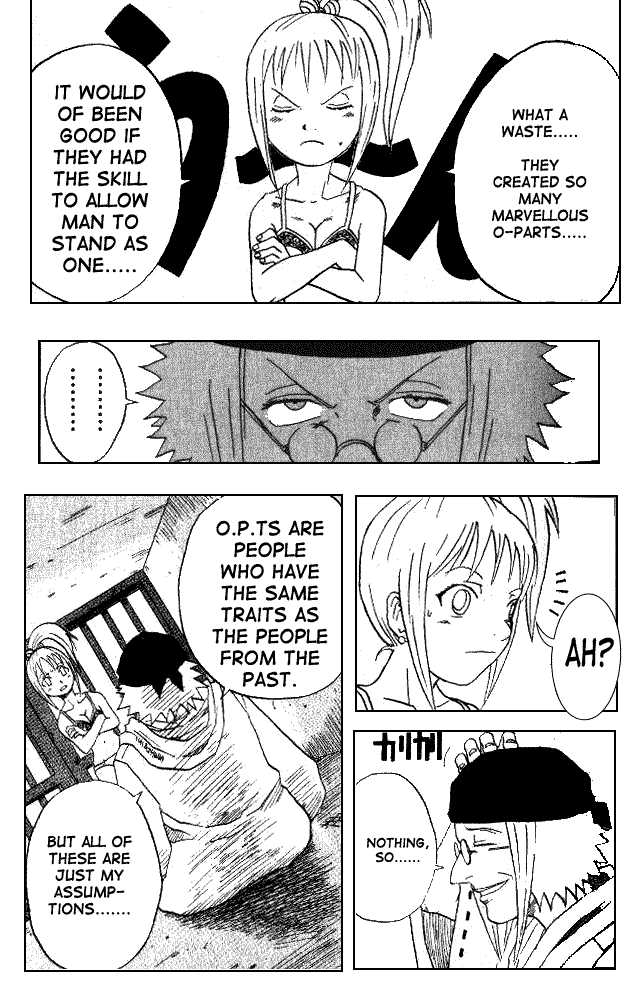 WHAT A
WASTE.....
THEY
CREATED SO
MANY
MARVELLOUS
O-PARTS.....
IT WOULD
OF BEEN
GOOD IF
THEY HAD
THE SKILL
TO ALLOW
MAN TO
STAND AS
ONE.....
AH?
ガリガリ
NOTHING,
SO......
O.P.TS ARE
PEOPLE
WHO HAVE
THE SAME
TRAITS AS
THE PEOPLE
FROM THE
PAST.
BUT ALL OF
THESE ARE
JUST MY
ASSUMP-
TIONS.......